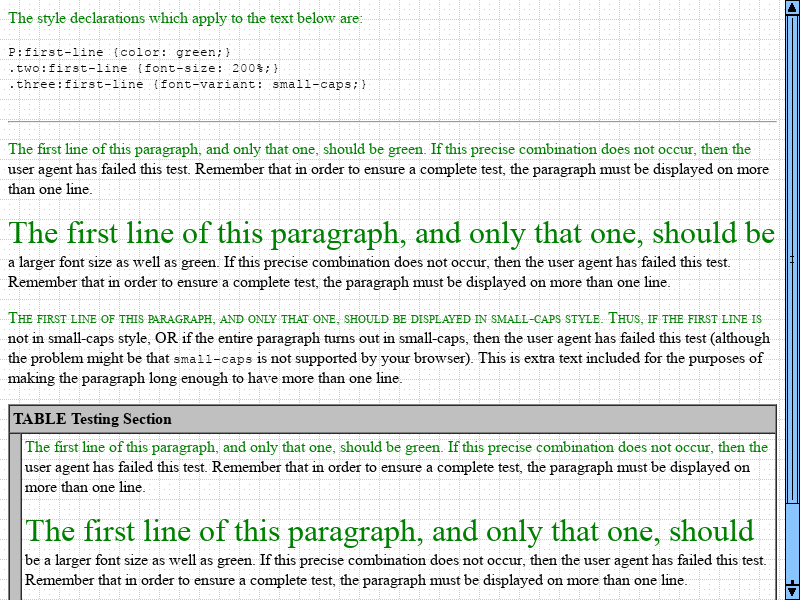 The style declarations which apply to the text below are:
P:first-line {color: green;}
.two:first-line {font-size: 200%;}
.three:first-line {font-variant: small-caps;}
The first line of this paragraph, and only that one, should be green. If this precise combination does not occur, then the
user agent has failed this test. Remember that in order to ensure a complete test, the paragraph must be displayed on more
than one line.
The first line of this paragraph, and only that one, should be
a larger font size as well as green. If this precise combination does not occur, then the user agent has failed this test.
Remember that in order to ensure a complete test, the paragraph must be displayed on more than one line.
The first line of this paragraph, and only that one, should be displayed in small-caps style. Thus, if the first line is
not in small-caps style, OR if the entire paragraph turns out in small-caps, then the user agent has failed this test (although
the problem might be that small-caps is not supported by your browser). This is extra text included for the purposes of
making the paragraph long enough to have more than one line.
TABLE Testing Section
The first line of this paragraph, and only that one, should be green. If this precise combination does not occur, then the
user agent has failed this test. Remember that in order to ensure a complete test, the paragraph must be displayed on
more than one line.
The first line of this paragraph, and only that one, should
be a larger font size as well as green. If this precise combination does not occur, then the user agent has failed this test.
Remember that in order to ensure a complete test, the paragraph must be displayed on more than one line.